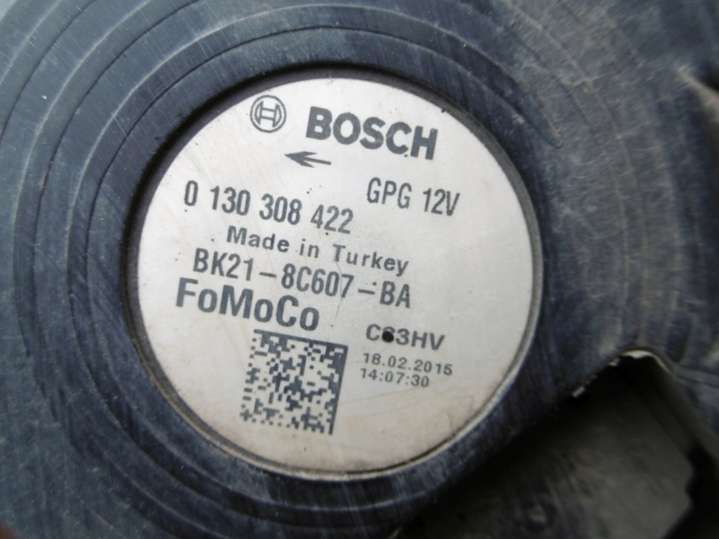 BOSCH
GPG 12V
0 130 308 422
Made in Turkey
BK21-8C607-BA
FoMoCo
18.02.2015
14:07:30